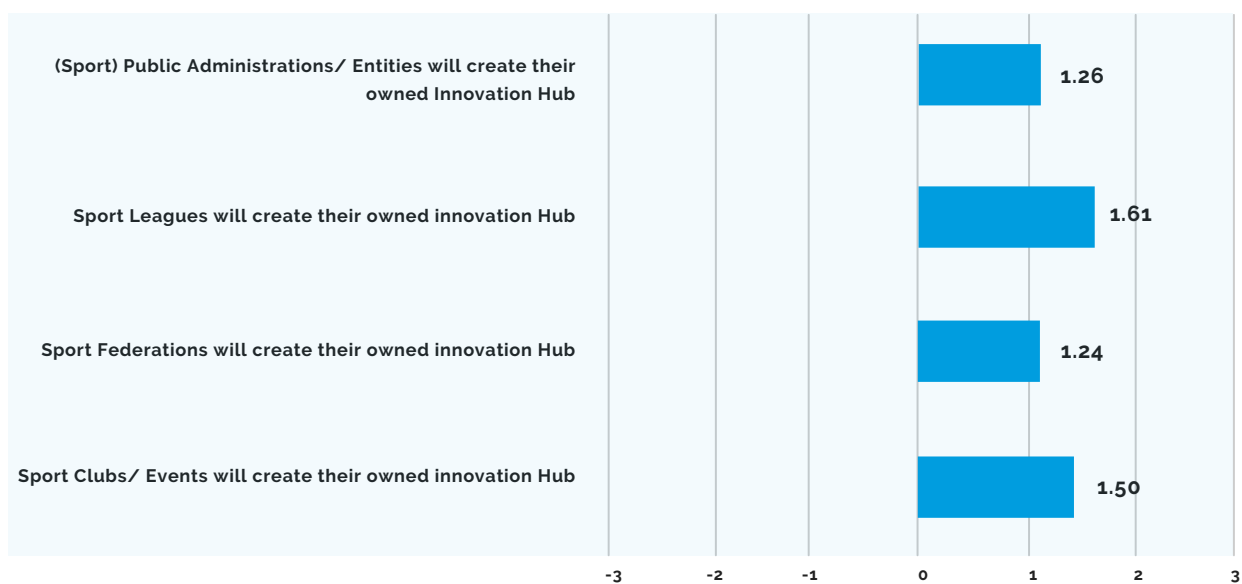 (Sport) Public Administrations/ Entities will create their
owned Innovation Hub
1.26
Sport Leagues will create their owned innovation Hub
1.61
Sport Federations will create their owned innovation Hub
1.24
Sport Clubs/ Events will create their owned innovation Hub
1.50
-3 -2 -1 0 1 2 3